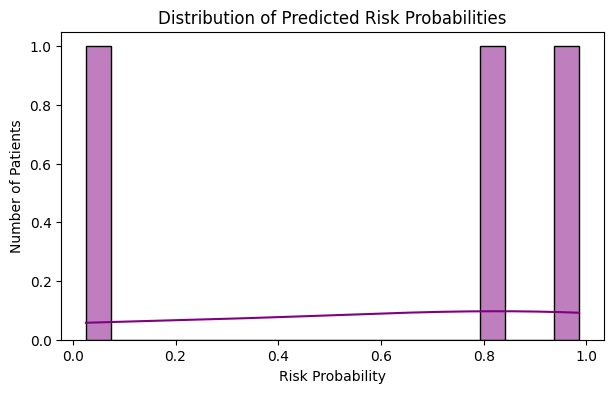 Distribution of Predicted Risk Probabilities
Number of Patients
1.0
0.8
0.6
0.4
0.2
0.0
0.0 0.2 0.4 0.6 0.8 1.0
Risk Probability